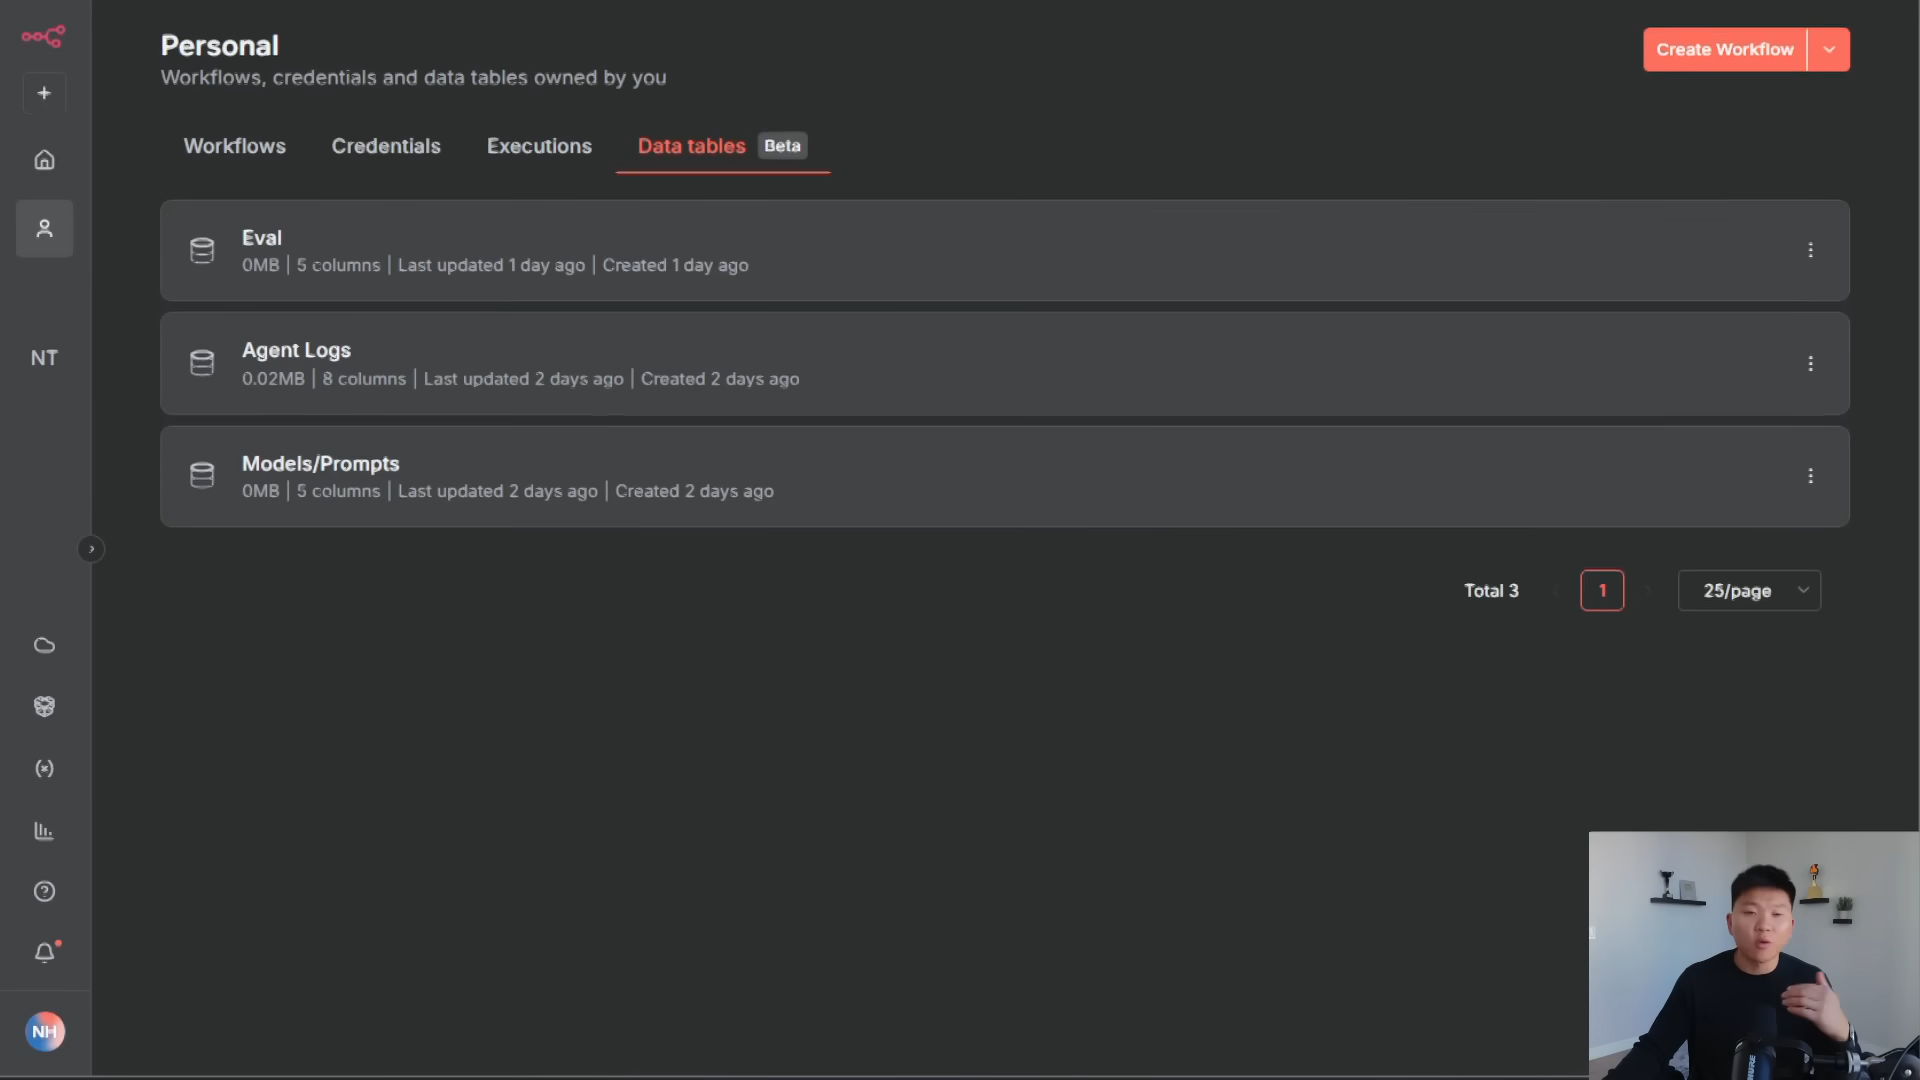 Personal
Workflows, credentials and data tables owned by you
Create Workflow
Workflows
Credentials
Executions
Data tables Beta
Eval
0MB | 5 columns | Last updated 1 day ago | Created 1 day ago
Agent Logs
0.02MB | 8 columns | Last updated 2 days ago | Created 2 days ago
Models/Prompts
0MB | 5 columns | Last updated 2 days ago | Created 2 days ago
Total 3
1
25/page
NT
NH
SHURE